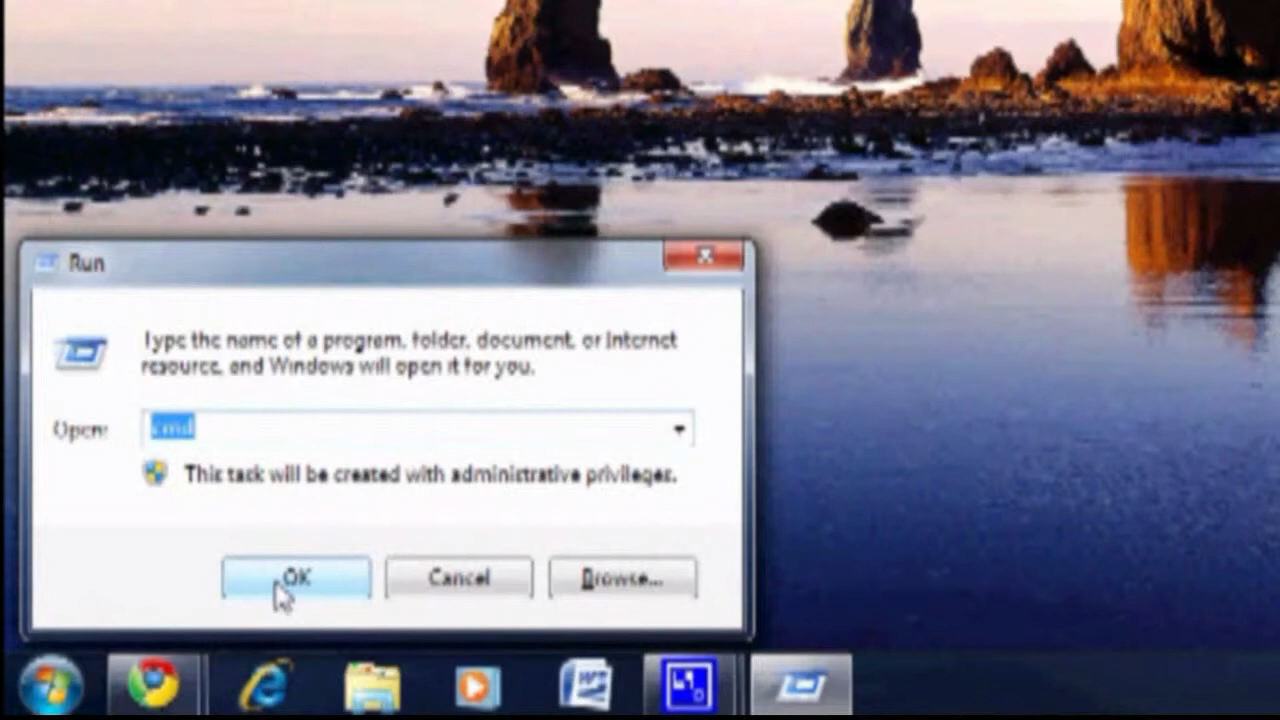 Run
Type the name of a program, folder, document, or Internet
resource, and Windows will open it for you.
Open:
cmd
This task will be created with administrative privileges.
OK
Cancel
Browse...